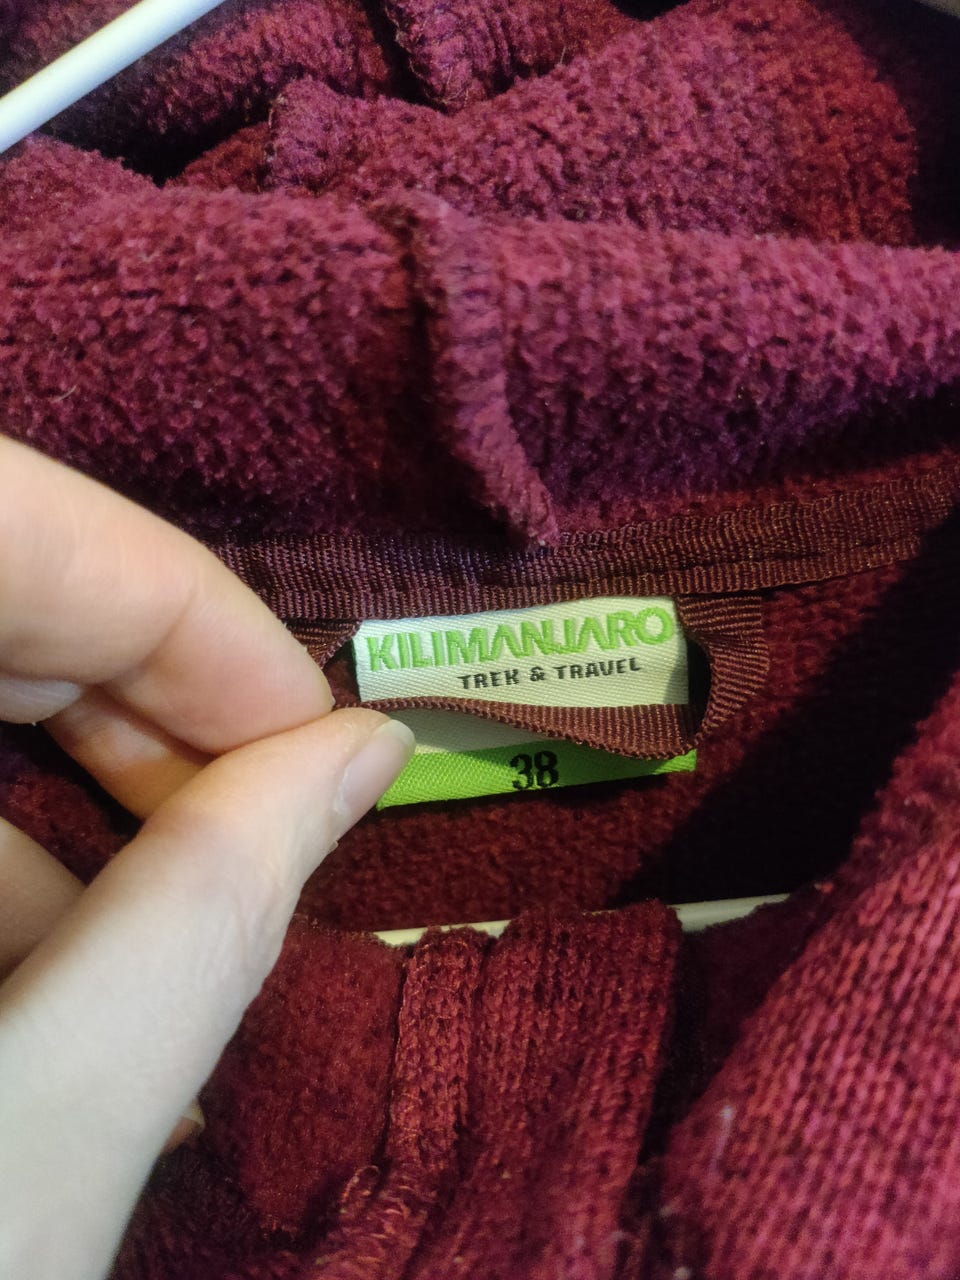 KILIMANJARO
TREK & TRAVEL
38